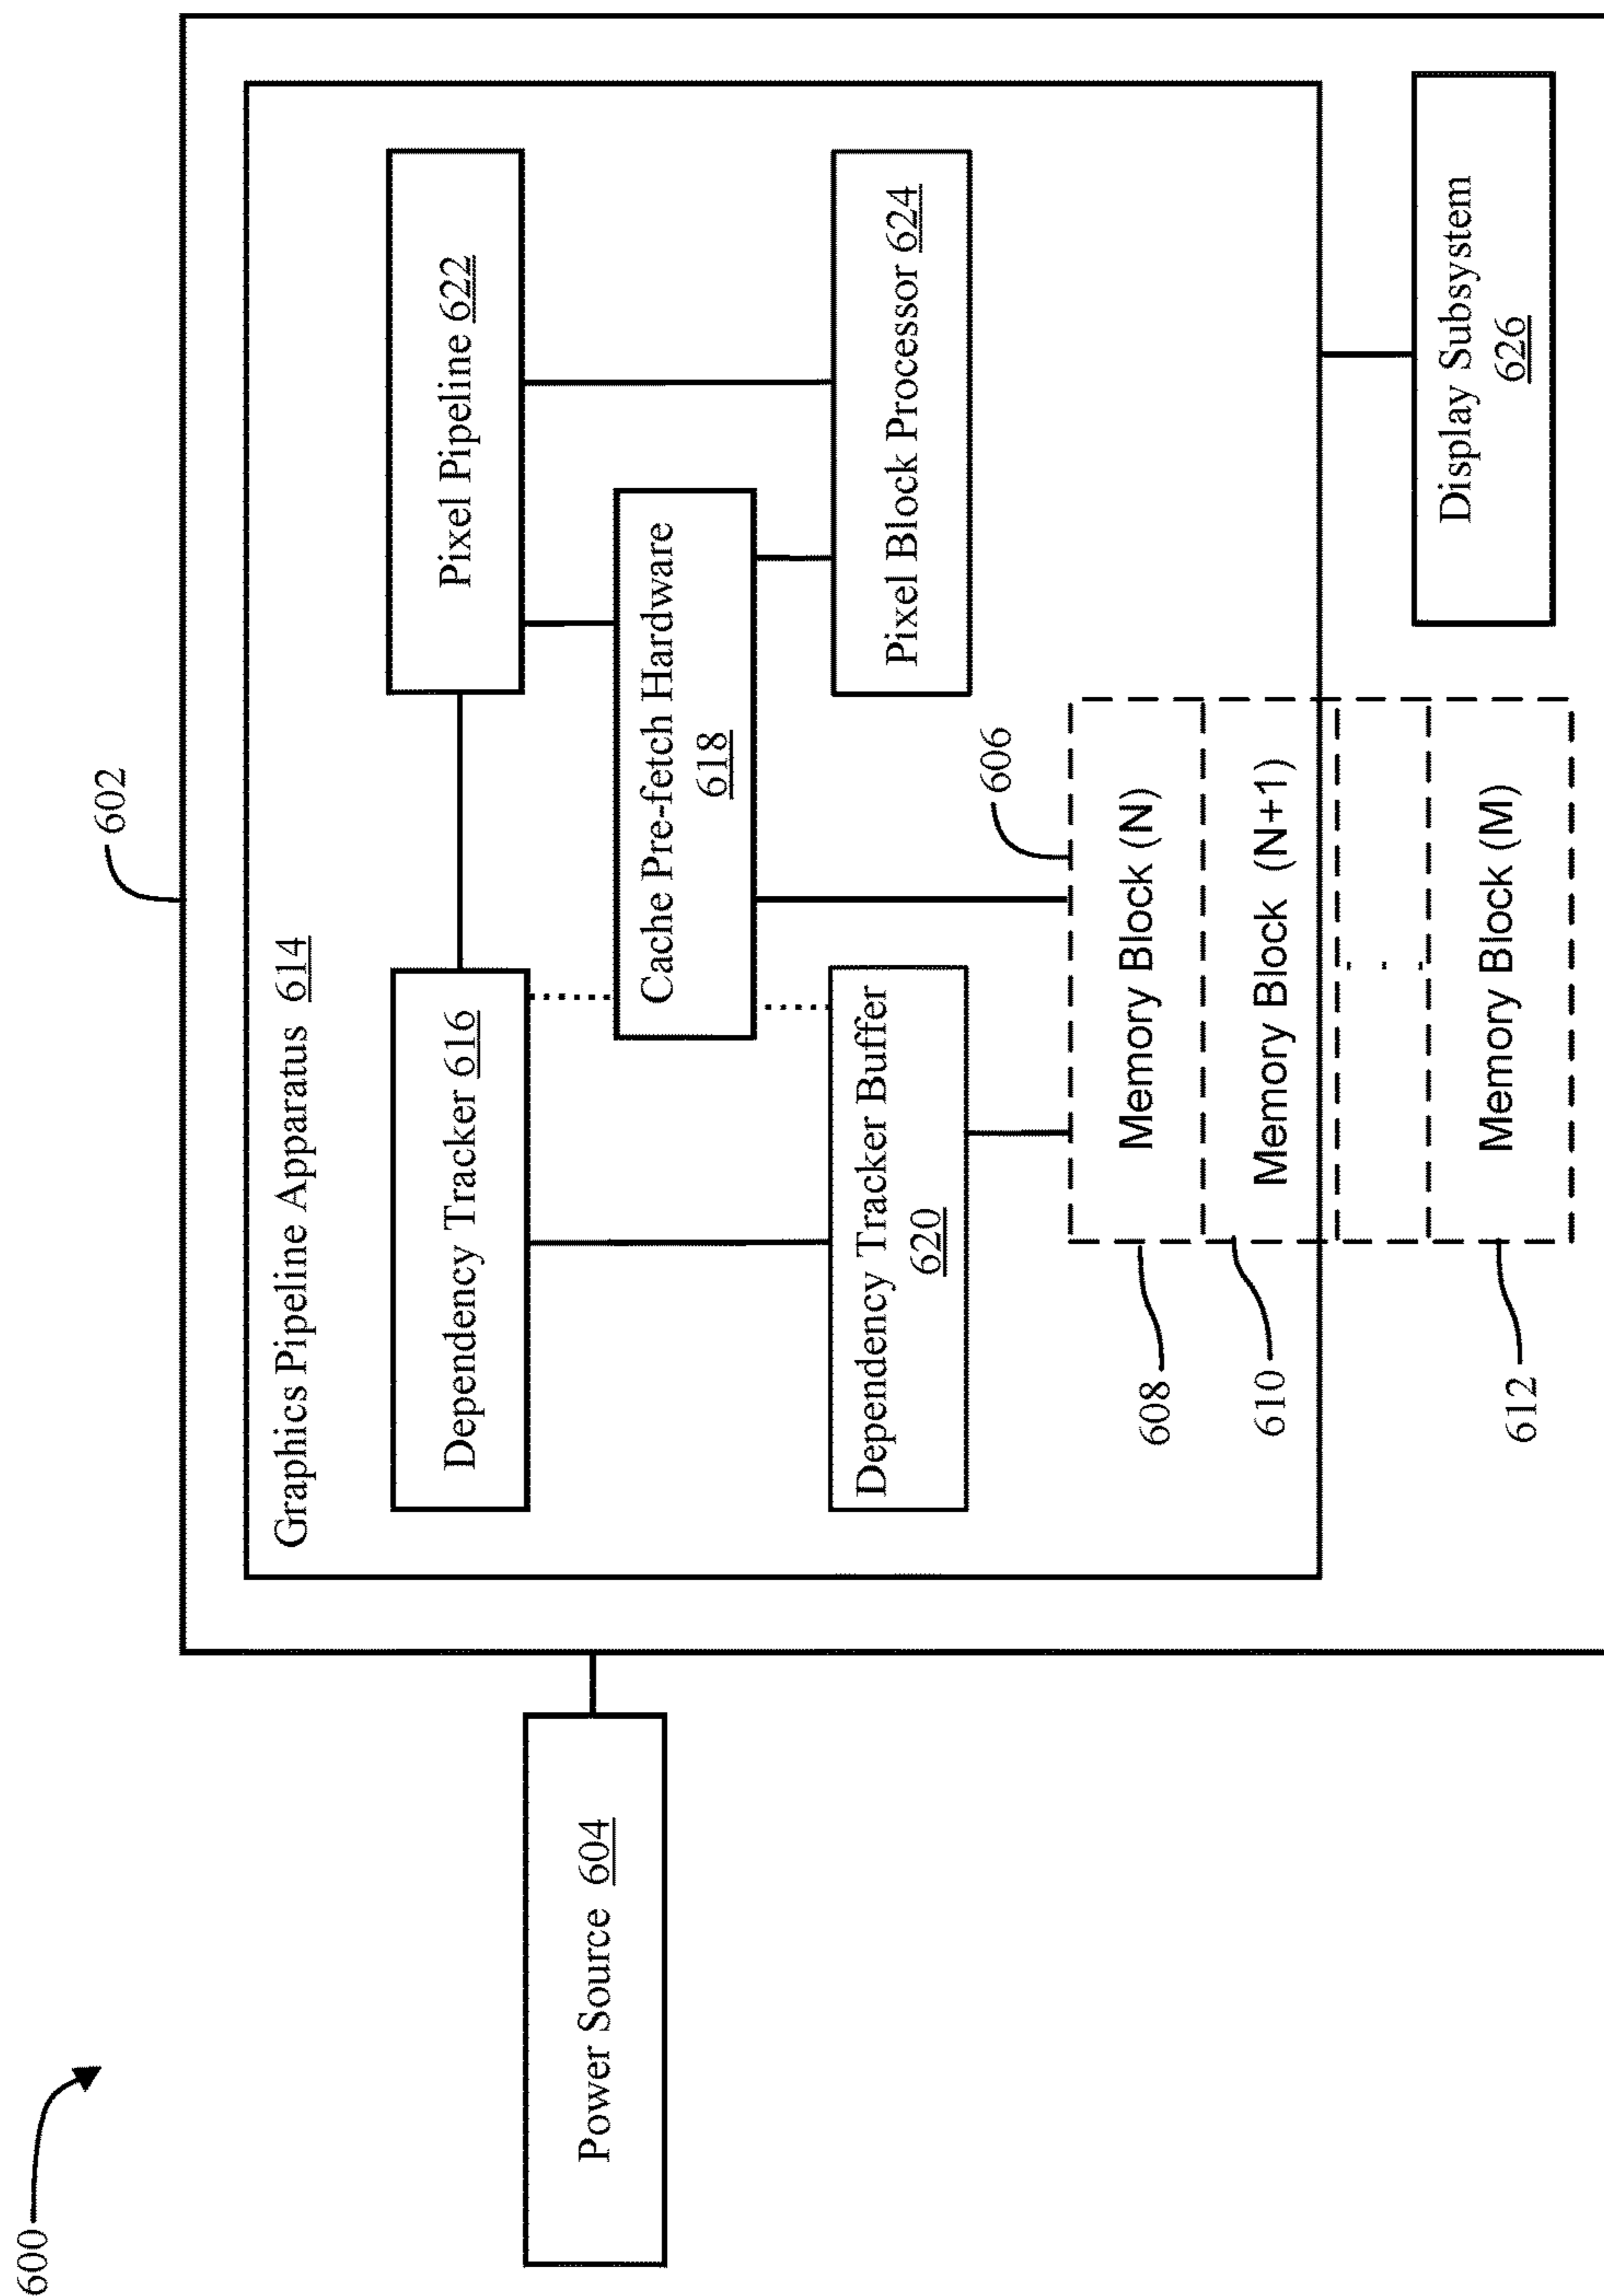 600
602
Graphics Pipeline Apparatus 614
Power Source 604
Dependency Tracker 616
Pixel Pipeline 622
Cache Pre-fetch Hardware
618
Dependency Tracker Buffer
620
Pixel Block Processor 624
606
608
Memory Block (N)
610
Memory Block (N+1)
. . .
612
Memory Block (M)
Display Subsystem
626